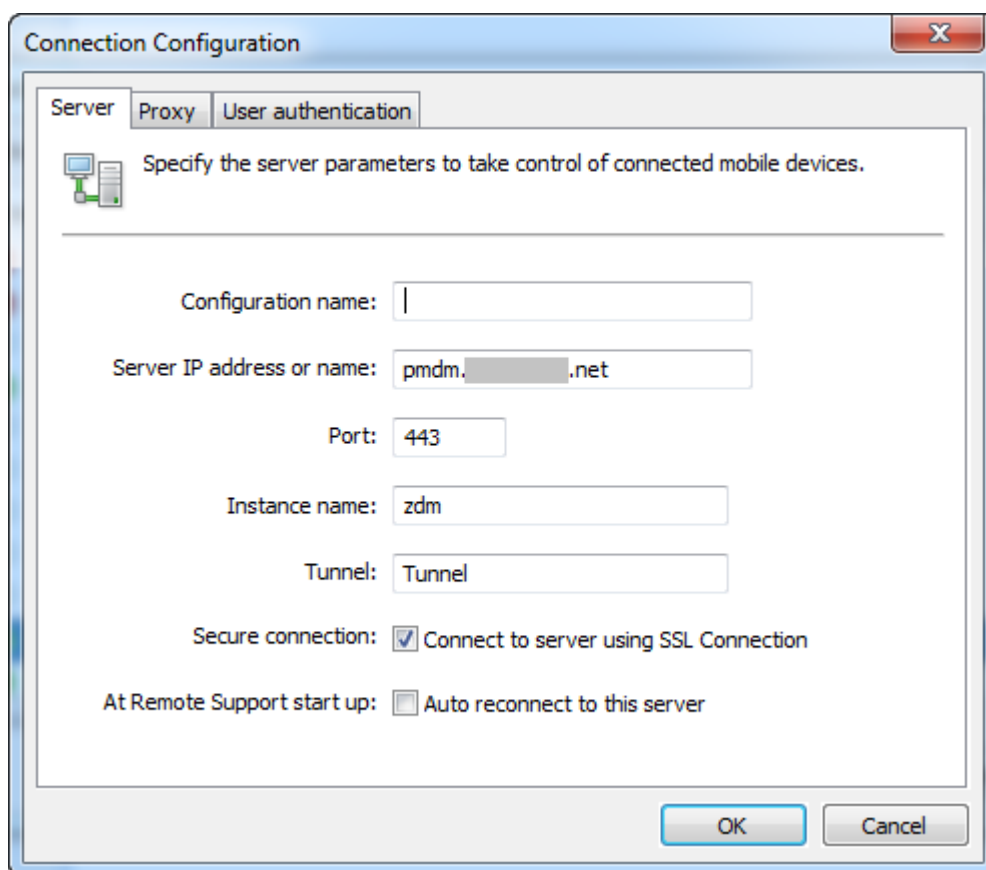 Connection Configuration
Server Proxy User authentication
Specify the server parameters to take control of connected mobile devices.
Configuration name:
Server IP address or name: pmdm. .net
Port: 443
Instance name: zdm
Tunnel: Tunnel
Secure connection: Connect to server using SSL Connection
At Remote Support start up: Auto reconnect to this server
OK Cancel